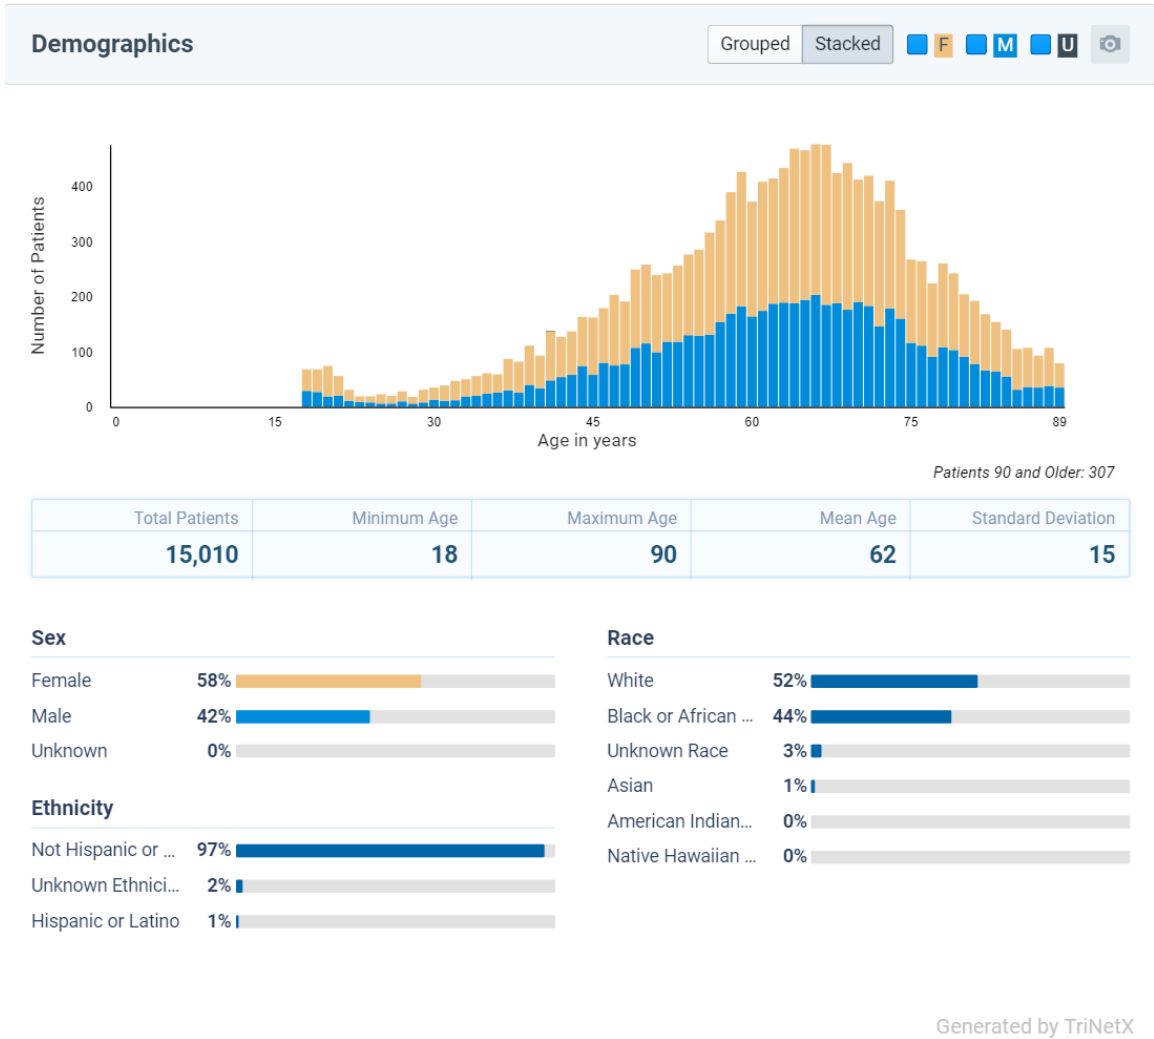 Demographics
Grouped Stacked F M U
Number of Patients
400
300
200
100
0
0 15 30 45 60 75 89
Age in years
Patients 90 and Older: 307
Total Patients Minimum Age Maximum Age Mean Age Standard Deviation
15,010 18 90 62 15
Sex
Female 58%
Male 42%
Unknown 0%
Ethnicity
Not Hispanic or ... 97%
Unknown Ethnici... 2%
Hispanic or Latino 1%
Race
White 52%
Black or African ... 44%
Unknown Race 3%
Asian 1%
American Indian... 0%
Native Hawaiian ... 0%
Generated by TriNetX